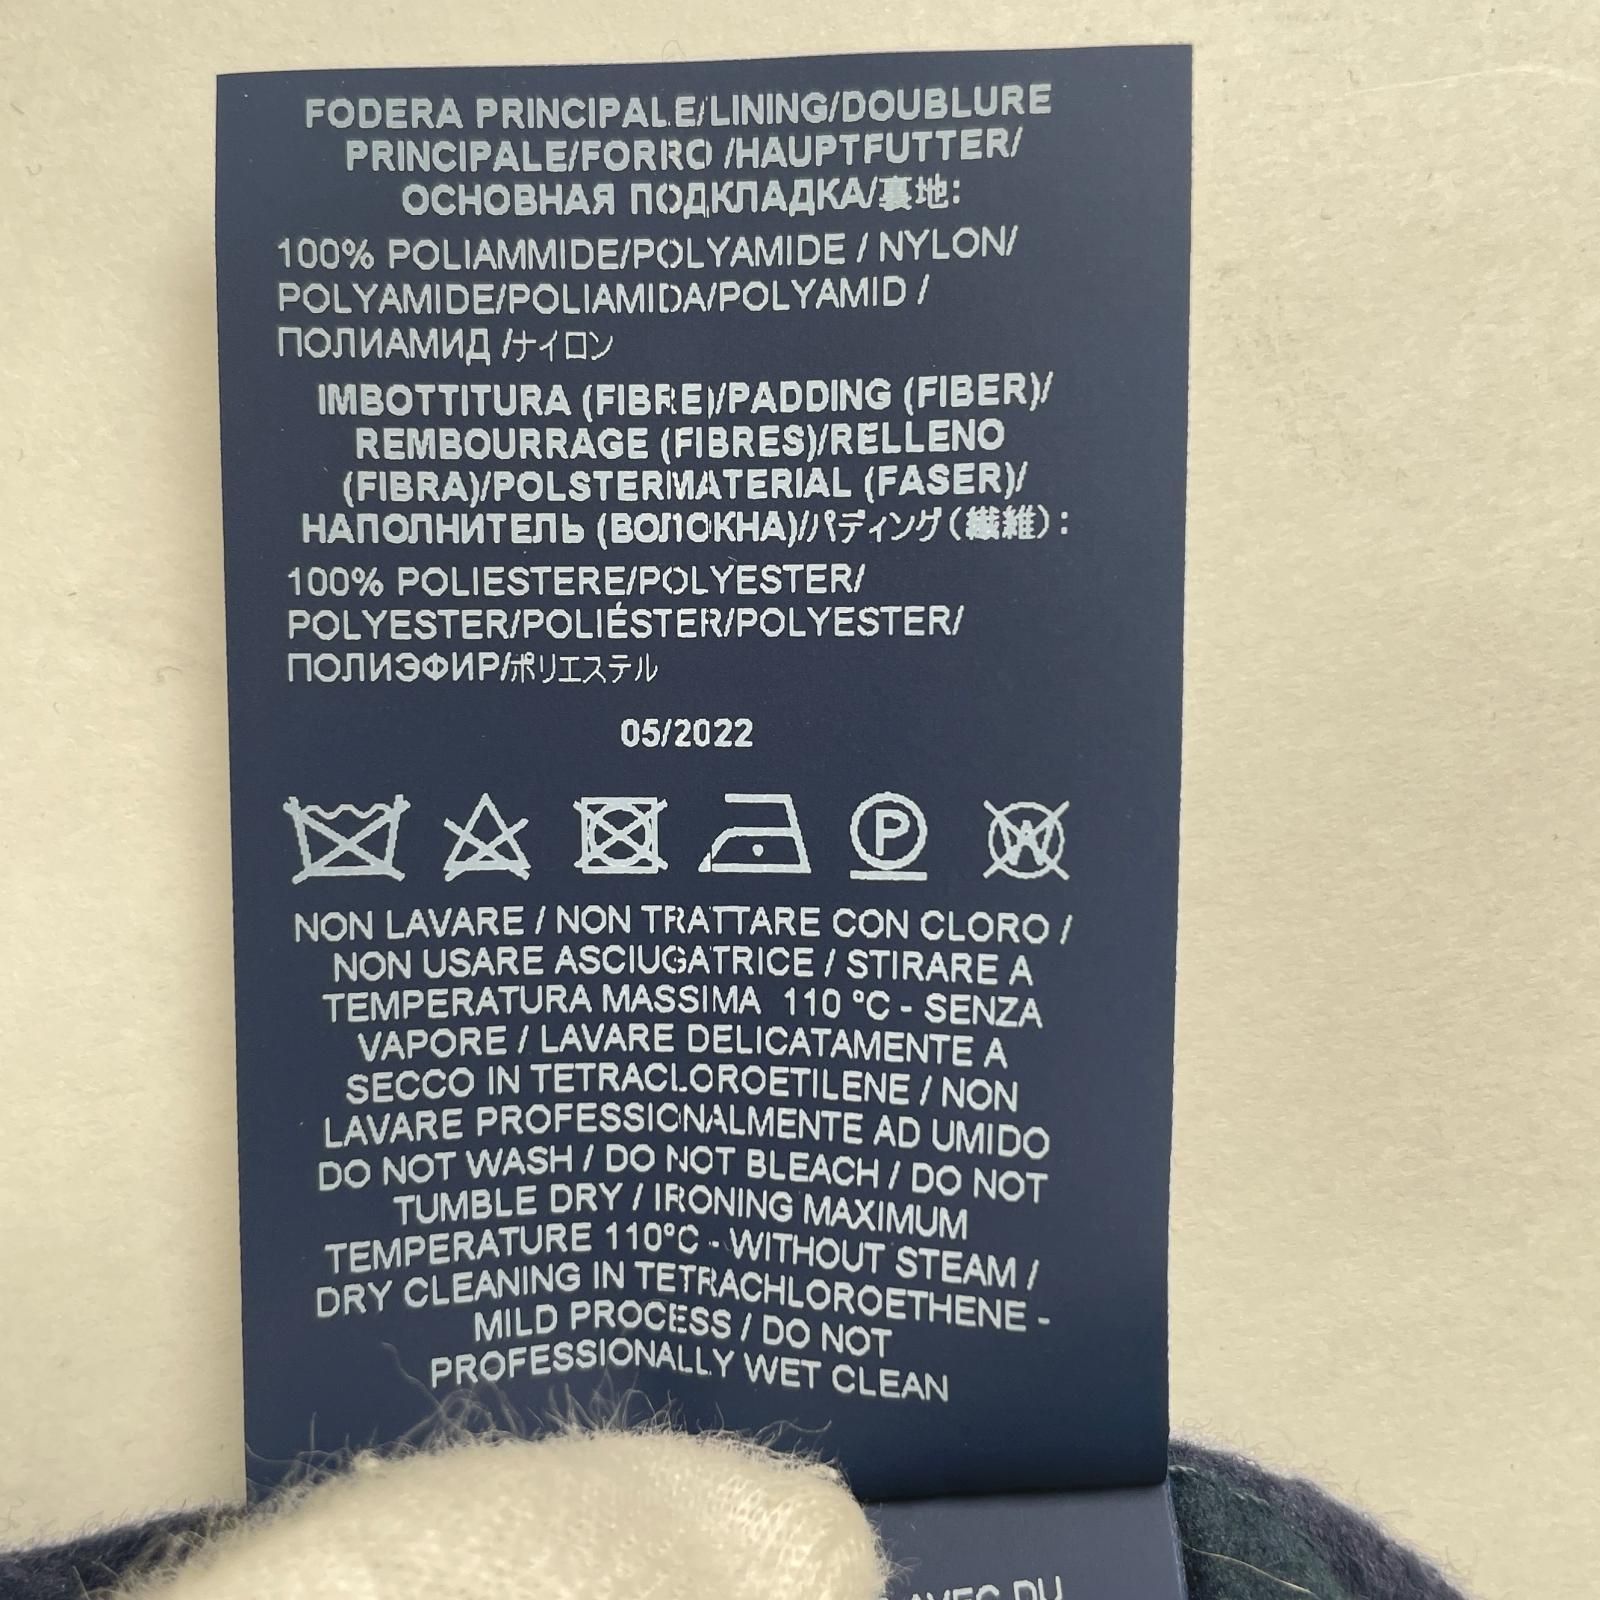 FODERA PRINCIPALE/LINING/DOUBLURE
PRINCIPALE/FORRO /HAUPTFUTTER/
ОСНОВНАЯ ПОДКЛАДКА/裏地:
100% POLIAMMIDE/POLYAMIDE / NYLON/
POLYAMIDE/POLIAMIDA/POLYAMID /
ПОЛИАМИД /ナイロン
IMBOTTITURA (FIBRE)/PADDING (FIBER)/
REMBOURRAGE (FIBRES)/RELLENO
(FIBRA)/POLSTERMATERIAL (FASER)/
НАПОЛНИТЕЛЬ (ВОЛОКНА)/パディング(繊維):
100% POLIESTERE/POLYESTER/
POLYESTER/POLIÉSTER/POLYESTER/
ПОЛИЭФИР/ポリエステル
05/2022
P W
NON LAVARE / NON TRATTARE CON CLORO /
NON USARE ASCIUGATRICE / STIRARE A
TEMPERATURA MASSIMA 110 °C - SENZA
VAPORE / LAVARE DELICATAMENTE A
SECCO IN TETRACLOROETILENE / NON
LAVARE PROFESSIONALMENTE AD UMIDO
DO NOT WASH / DO NOT BLEACH / DO NOT
TUMBLE DRY / IRONING MAXIMUM
TEMPERATURE 110°C - WITHOUT STEAM /
DRY CLEANING IN TETRACHLOROETHENE -
MILD PROCESS / DO NOT
PROFESSIONALLY WET CLEAN
AVEC DU